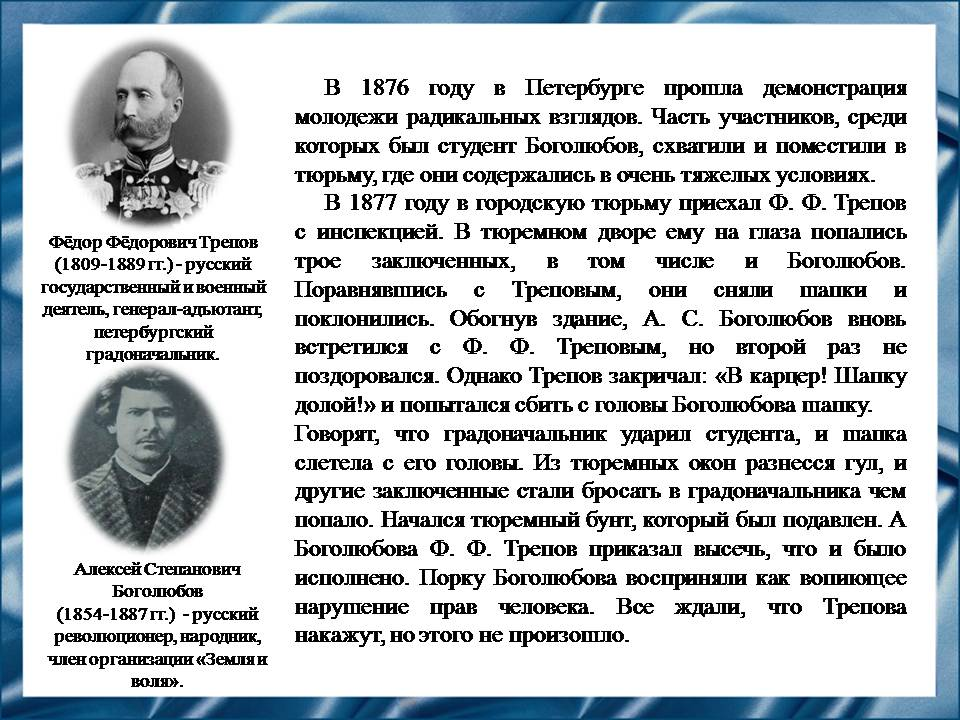 Фёдор Фёдорович Трепов
(1809-1889 гг.) - русский
государственный и военный
деятель, генерал-адъютант,
петербургский
градоначальник.
Алексей Степанович
Боголюбов
(1854-1887 гг.) - русский
революционер, народник,
член организации «Земля и
воля».
В 1876 году в Петербурге прошла демонстрация
молодежи радикальных взглядов. Часть участников, среди
которых был студент Боголюбов, схватили и поместили в
тюрьму, где они содержались в очень тяжелых условиях.
В 1877 году в городскую тюрьму приехал Ф. Ф. Трепов
с инспекцией. В тюремном дворе ему на глаза попались
трое заключенных, в том числе и Боголюбов.
Поравнявшись с Треповым, они сняли шапки и
поклонились. Обогнув здание, А. С. Боголюбов вновь
встретился с Ф. Ф. Треповым, но второй раз не
поздоровался. Однако Трепов закричал: «В карцер! Шапку
долой!» и попытался сбить с головы Боголюбова шапку.
Говорят, что градоначальник ударил студента, и шапка
слетела с его головы. Из тюремных окон разнесся гул, и
другие заключенные стали бросать в градоначальника чем
попало. Начался тюремный бунт, который был подавлен. А
Боголюбова Ф. Ф. Трепов приказал высечь, что и было
исполнено. Порку Боголюбова восприняли как вопиющее
нарушение прав человека. Все ждали, что Трепова
накажут, но этого не произошло.